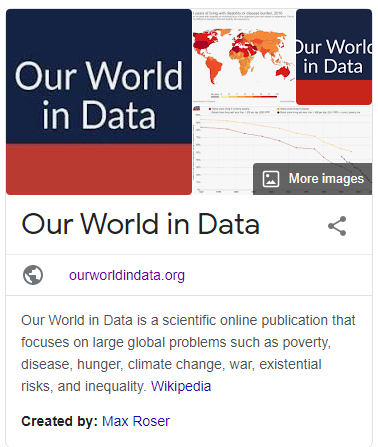 Our World
in Data
Our World
in Data
More images
Our World in Data
ourworldindata.org
Our World in Data is a scientific online publication that
focuses on large global problems such as poverty,
disease, hunger, climate change, war, existential
risks, and inequality. Wikipedia
Created by: Max Roser